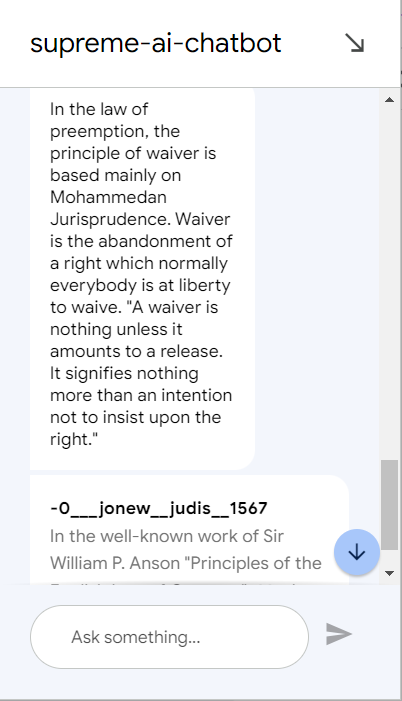 supreme-ai-chatbot
In the law of
preemption, the
principle of waiver is
based mainly on
Mohammedan
Jurisprudence. Waiver
is the abandonment of
a right which normally
everybody is at liberty
to waive. "A waiver is
nothing unless it
amounts to a release.
It signifies nothing
more than an intention
not to insist upon the
right."
-0___jonew__judis__1567
In the well-known work of Sir
William P. Anson "Principles of the
Ask something...